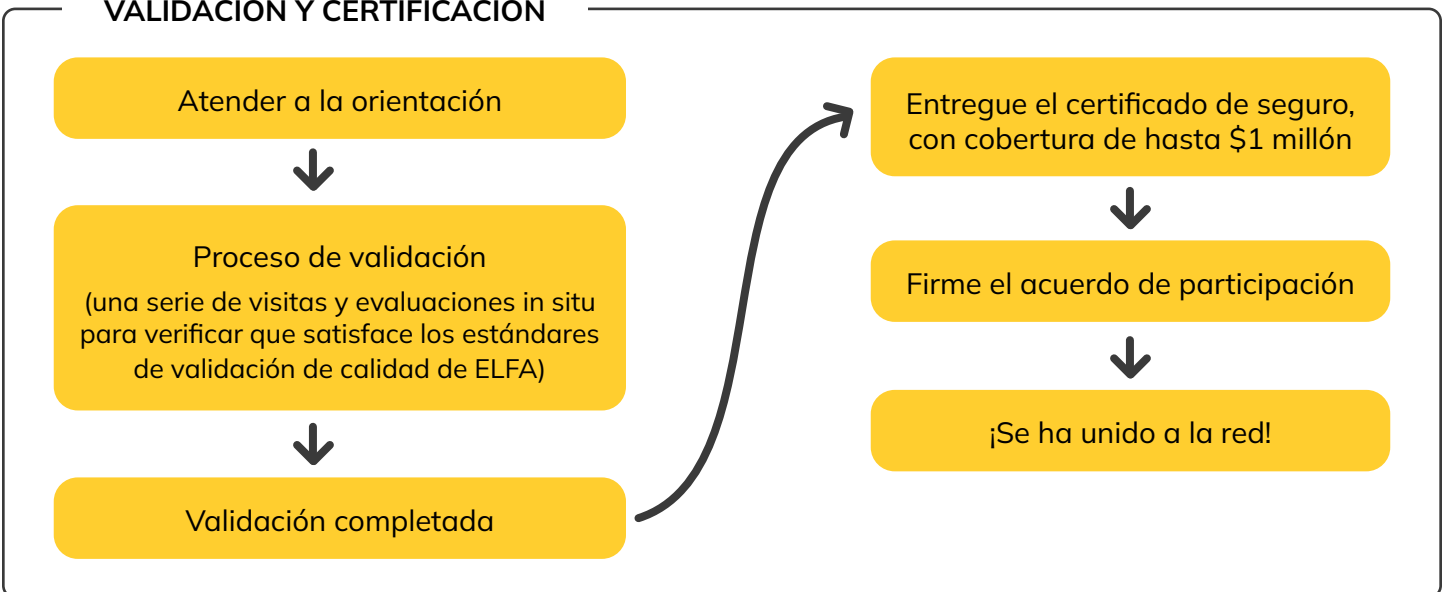 VALIDACIÓN Y CERTIFICACIÓN
Atender a la orientación
Proceso de validación
(una serie de visitas y evaluaciones in situ
para verificar que satisface los estándares
de validación de calidad de ELFA)
Validación completada
Entregue el certificado de seguro,
con cobertura de hasta $1 millón
Firme el acuerdo de participación
¡Se ha unido a la red!